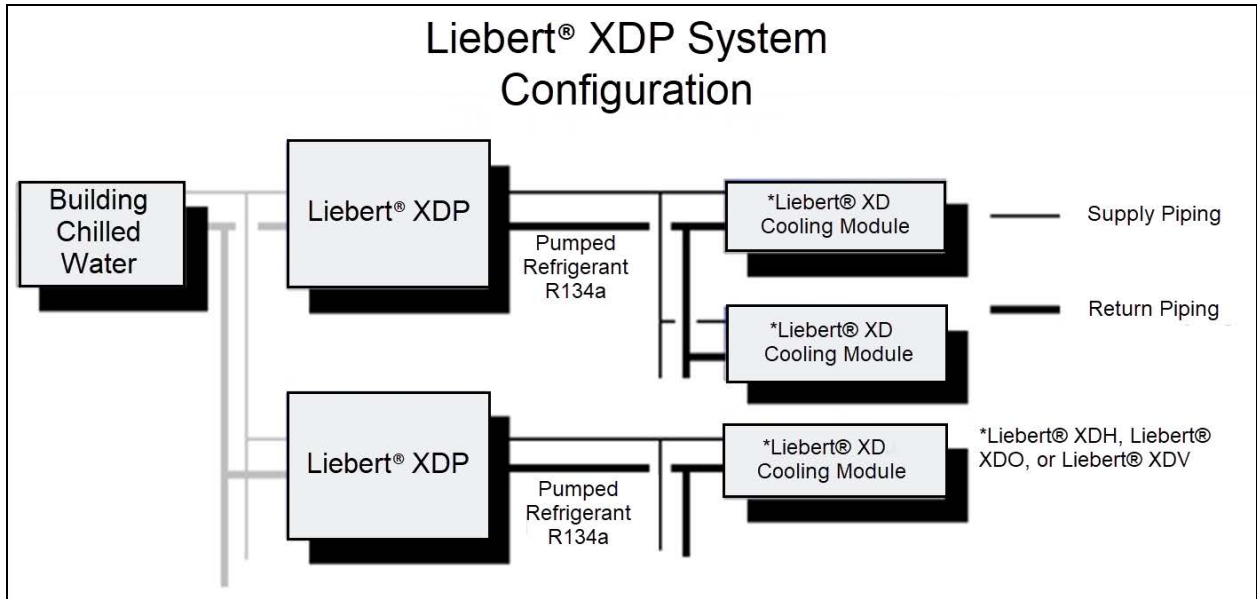 Liebert® XDP System
Configuration
Building
Chilled
Water
Liebert® XDP
Pumped
Refrigerant
R134a
*Liebert® XD
Cooling Module
Supply Piping
Return Piping
*Liebert® XD
Cooling Module
Liebert® XDP
Pumped
Refrigerant
R134a
*Liebert® XD
Cooling Module
*Liebert® XDH, Liebert®
XDO, or Liebert® XDV